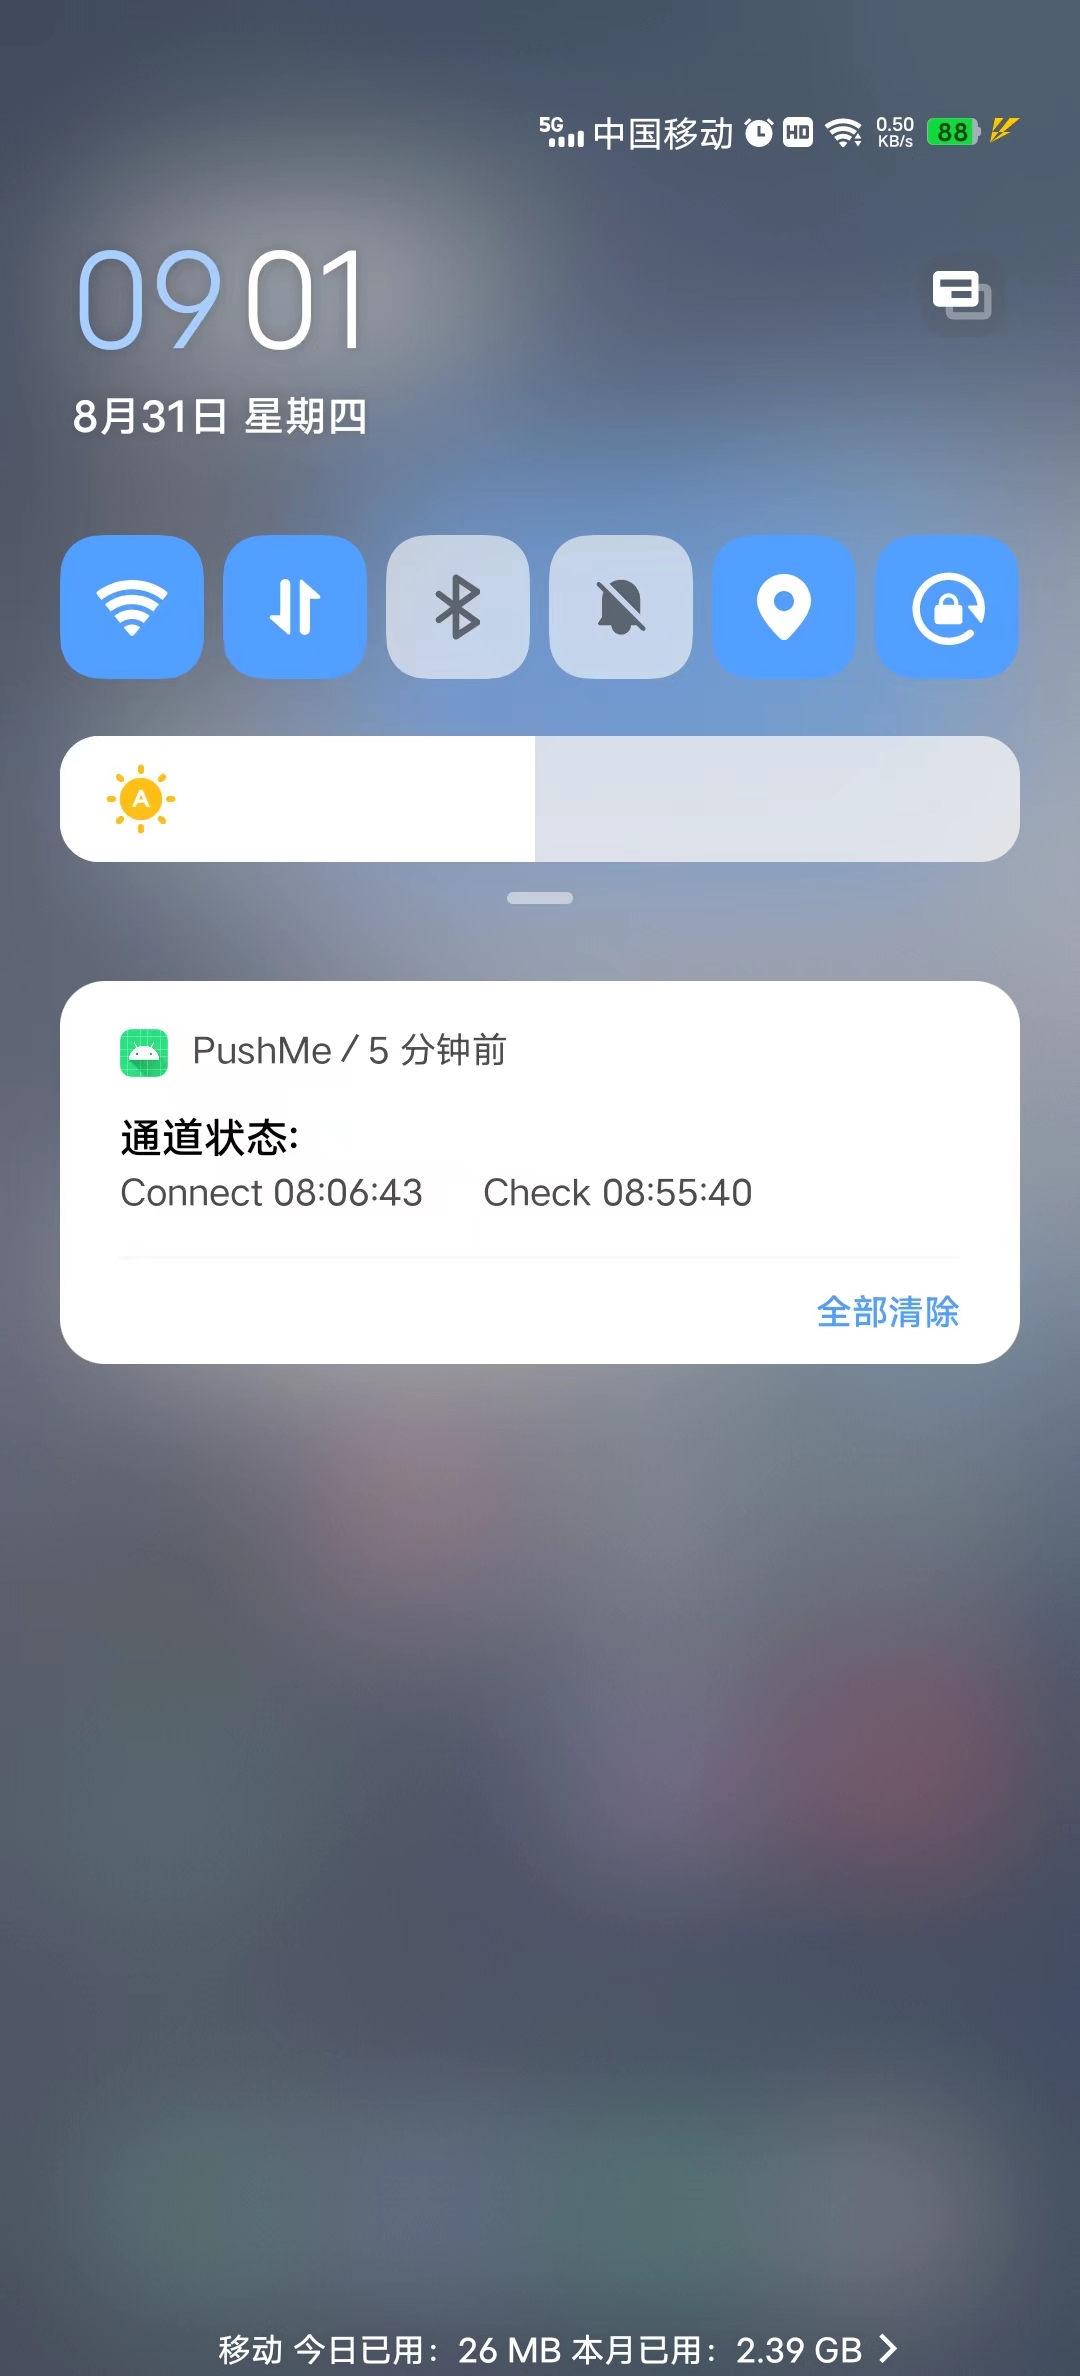 5G 中国移动 HD 0.50 KB/s 88
09 01
8月31日 星期四
A
PushMe / 5 分钟前
通道状态:
Connect 08:06:43 Check 08:55:40
全部清除
移动 今日已用：26 MB 本月已用：2.39 GB